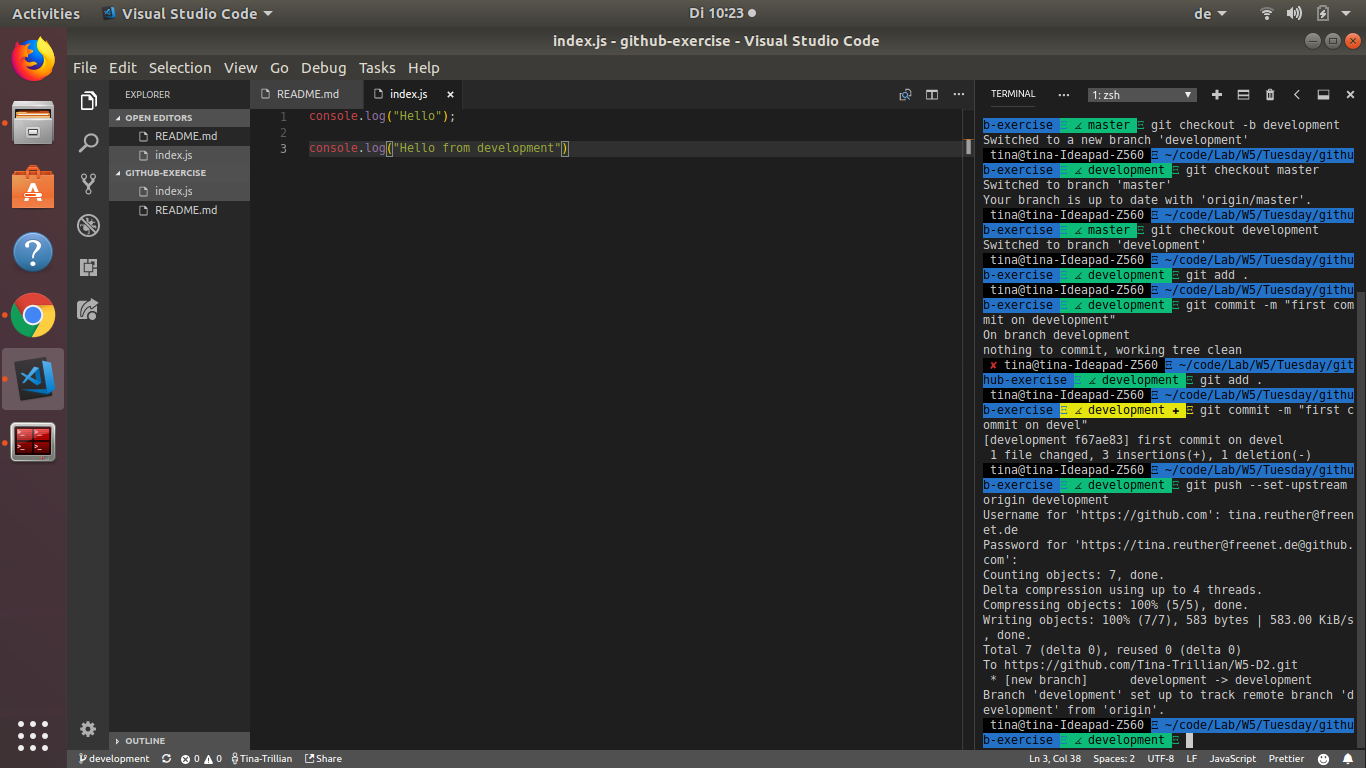 Activities
Visual Studio Code
Di 10:23
de
index.js - github-exercise - Visual Studio Code
File Edit Selection View Go Debug Tasks Help
EXPLORER
OPEN EDITORS
README.md
index.js
GITHUB-EXERCISE
index.js
README.md
OUTLINE
README.md
index.js
1 console.log("Hello");
2
3 console.log("Hello from development")
TERMINAL
1: zsh
b-exercise master git checkout -b development
Switched to a new branch 'development'
tina@tina-Ideapad-Z560 ~/code/Lab/W5/Tuesday/githu
b-exercise development git checkout master
Switched to branch 'master'
Your branch is up to date with 'origin/master'.
tina@tina-Ideapad-Z560 ~/code/Lab/W5/Tuesday/githu
b-exercise master git checkout development
Switched to branch 'development'
tina@tina-Ideapad-Z560 ~/code/Lab/W5/Tuesday/githu
b-exercise development git add .
tina@tina-Ideapad-Z560 ~/code/Lab/W5/Tuesday/githu
b-exercise development git commit -m "first com
mit on development"
On branch development
nothing to commit, working tree clean
✘ tina@tina-Ideapad-Z560 ~/code/Lab/W5/Tuesday/git
hub-exercise development git add .
tina@tina-Ideapad-Z560 ~/code/Lab/W5/Tuesday/githu
b-exercise development + git commit -m "first c
ommit on devel"
[development f67ae83] first commit on devel
1 file changed, 3 insertions(+), 1 deletion(-)
tina@tina-Ideapad-Z560 ~/code/Lab/W5/Tuesday/githu
b-exercise development git push --set-upstream
origin development
Username for 'https://github.com': tina.reuther@freen
et.de
Password for 'https://tina.reuther@freenet.de@github.
com':
Counting objects: 7, done.
Delta compression using up to 4 threads.
Compressing objects: 100% (5/5), done.
Writing objects: 100% (7/7), 583 bytes | 583.00 KiB/s
, done.
Total 7 (delta 0), reused 0 (delta 0)
To https://github.com/Tina-Trillian/W5-D2.git
* [new branch] development -> development
Branch 'development' set up to track remote branch 'd
evelopment' from 'origin'.
tina@tina-Ideapad-Z560 ~/code/Lab/W5/Tuesday/githu
b-exercise development
development 0 0 Tina-Trillian Share
Ln 3, Col 38 Spaces: 2 UTF-8 LF JavaScript Prettier